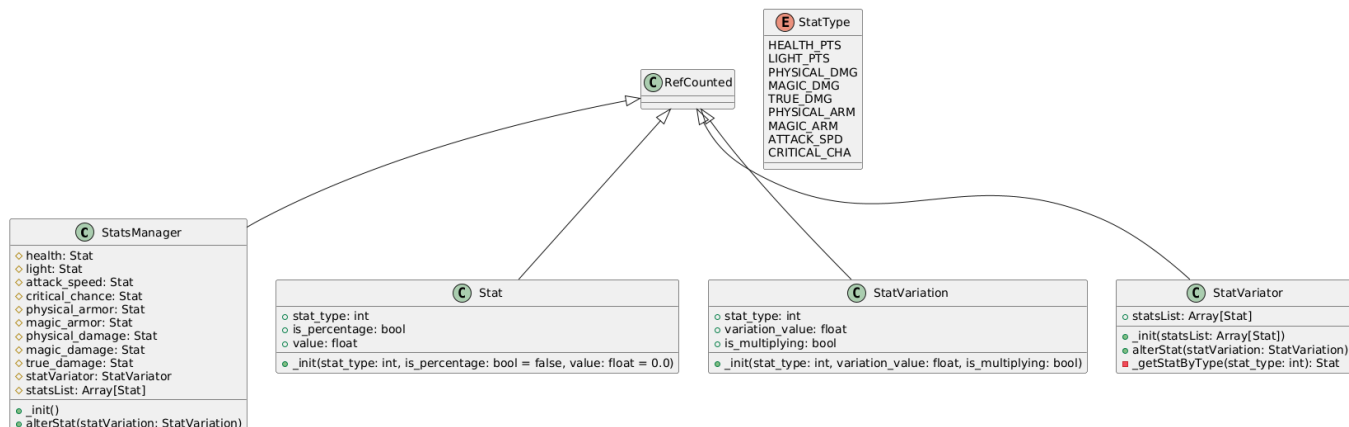 E StatType
HEALTH_PTS
LIGHT_PTS
PHYSICAL_DMG
MAGIC_DMG
TRUE_DMG
PHYSICAL_ARM
MAGIC_ARM
ATTACK_SPD
CRITICAL_CHA
C RefCounted
C StatsManager
health: Stat
light: Stat
attack_speed: Stat
critical_chance: Stat
physical_armor: Stat
magic_armor: Stat
physical_damage: Stat
magic_damage: Stat
true_damage: Stat
statVariator: StatVariator
statsList: Array[Stat]
_init()
alterStat(statVariation: StatVariation)
C Stat
stat_type: int
is_percentage: bool
value: float
_init(stat_type: int, is_percentage: bool = false, value: float = 0.0)
C StatVariation
stat_type: int
variation_value: float
is_multiplying: bool
_init(stat_type: int, variation_value: float, is_multiplying: bool)
C StatVariator
statsList: Array[Stat]
_init(statsList: Array[Stat])
alterStat(statVariation: StatVariation)
_getStatByType(stat_type: int): Stat